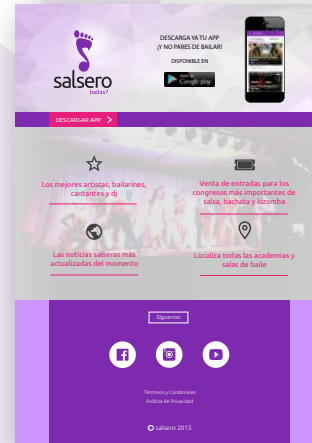 salsero
bailas?
DESCARGA YA TU APP
¡Y NO PARES DE BAILAR!
DISPONIBLE EN
Google play
DESCARGAR APP
Los mejores artistas, bailarines,
cantantes y dj
Venta de entradas para los
congresos más importantes de
salsa, bachata y kizomba
Las noticias salseras más
actualizadas del momento
Localiza todas las academias y
salas de baile
Síguenos
Términos y Condiciones
Política de Privacidad
salsero 2015